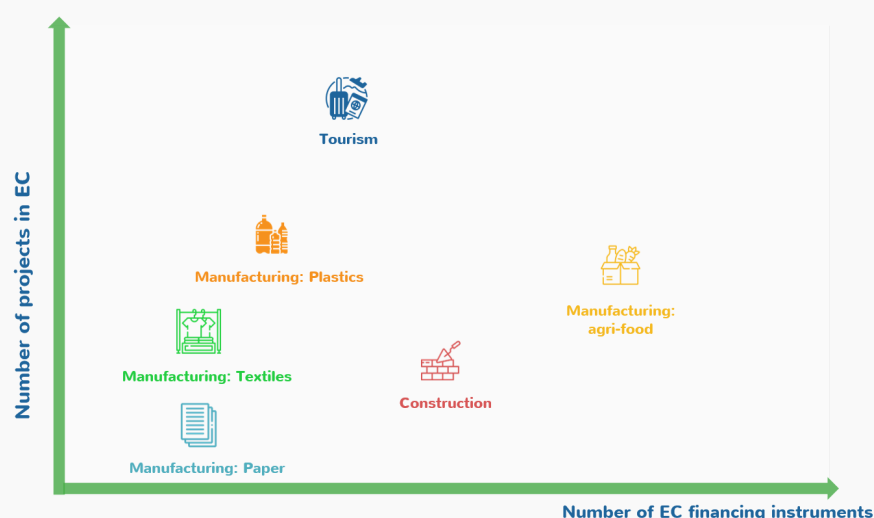 Tourism
Number of projects in EC
Manufacturing: Plastics
Manufacturing:
agri-food
Manufacturing: Textiles
Construction
Manufacturing: Paper
Number of EC financing instruments